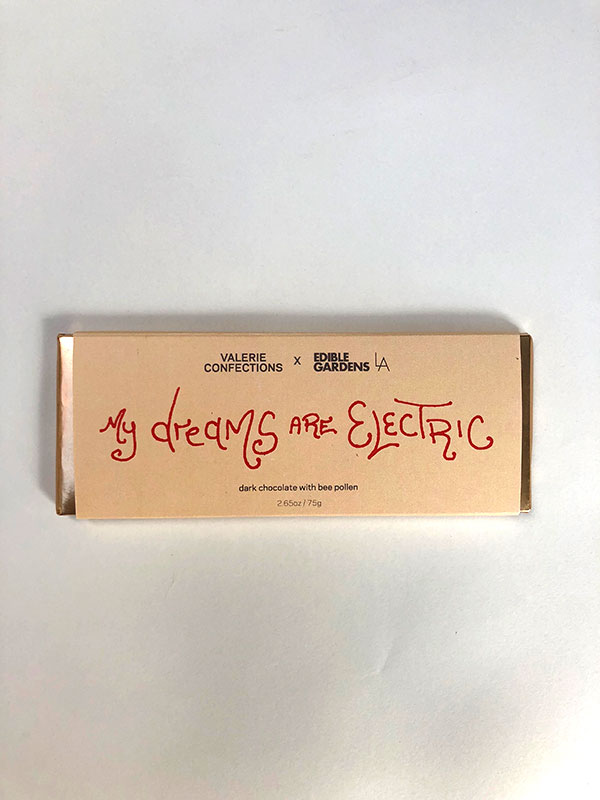 VALERIE CONFECTIONS x EDIBLE GARDENS LA
My dreams ARE ELECTRIC
dark chocolate with bee pollen
2.65oz / 75g